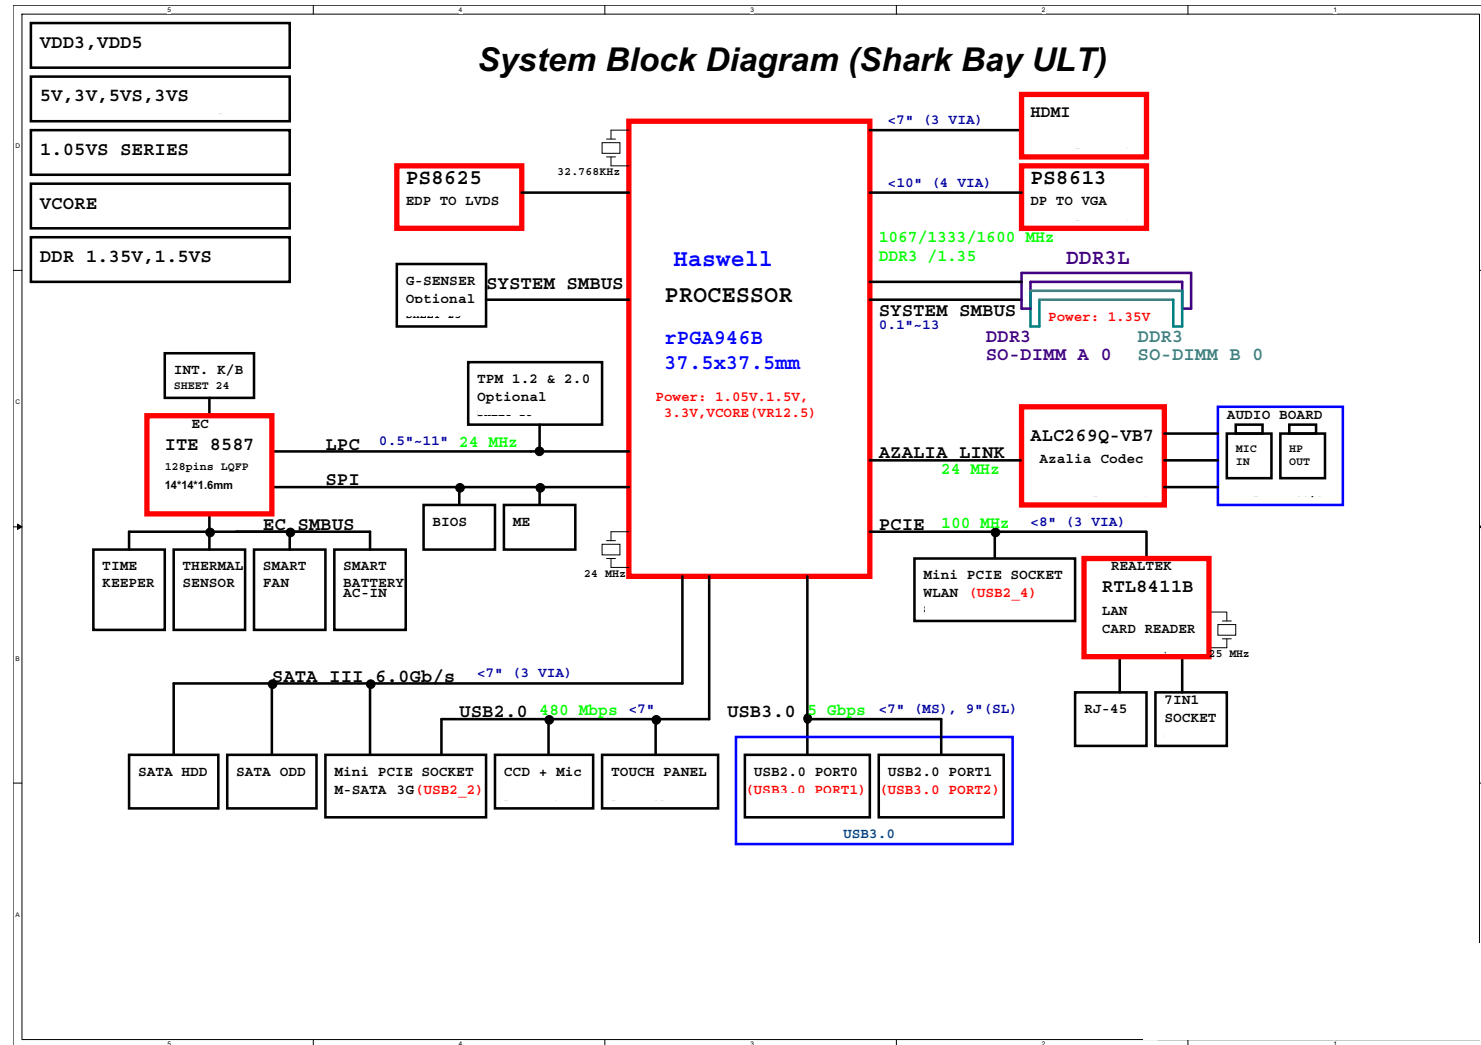 System Block Diagram (Shark Bay ULT)
VDD3,VDD5
5V,3V,5VS,3VS
1.05VS SERIES
VCORE
DDR 1.35V,1.5VS
32.768KHz
PS8625
EDP TO LVDS
G-SENSER
Optional
SYSTEM SMBUS
INT. K/B
SHEET 24
TPM 1.2 & 2.0
Optional
EC
ITE 8587
128pins LQFP
14*14*1.6mm
LPC 0.5"~11" 24 MHz
SPI
BIOS
ME
EC SMBUS
TIME
KEEPER
THERMAL
SENSOR
SMART
FAN
SMART
BATTERY
AC-IN
24 MHz
Haswell
PROCESSOR
rPGA946B
37.5x37.5mm
Power: 1.05V.1.5V,
3.3V,VCORE(VR12.5)
<7" (3 VIA)
HDMI
<10" (4 VIA)
PS8613
DP TO VGA
1067/1333/1600 MHz
DDR3 /1.35
DDR3L
SYSTEM SMBUS
0.1"~13
Power: 1.35V
DDR3
SO-DIMM A 0
DDR3
SO-DIMM B 0
AZALIA LINK
24 MHz
ALC269Q-VB7
Azalia Codec
AUDIO BOARD
MIC
IN
HP
OUT
PCIE 100 MHz <8" (3 VIA)
Mini PCIE SOCKET
WLAN (USB2_4)
REALTEK
RTL8411B
LAN
CARD READER
25 MHz
RJ-45
7IN1
SOCKET
SATA III 6.0Gb/s <7" (3 VIA)
USB2.0 480 Mbps <7"
USB3.0 5 Gbps <7" (MS), 9"(SL)
SATA HDD
SATA ODD
Mini PCIE SOCKET
M-SATA 3G(USB2_2)
CCD + Mic
TOUCH PANEL
USB2.0 PORT0
(USB3.0 PORT1)
USB2.0 PORT1
(USB3.0 PORT2)
USB3.0
5
4
3
2
1
D
C
B
A
5
4
3
2
1